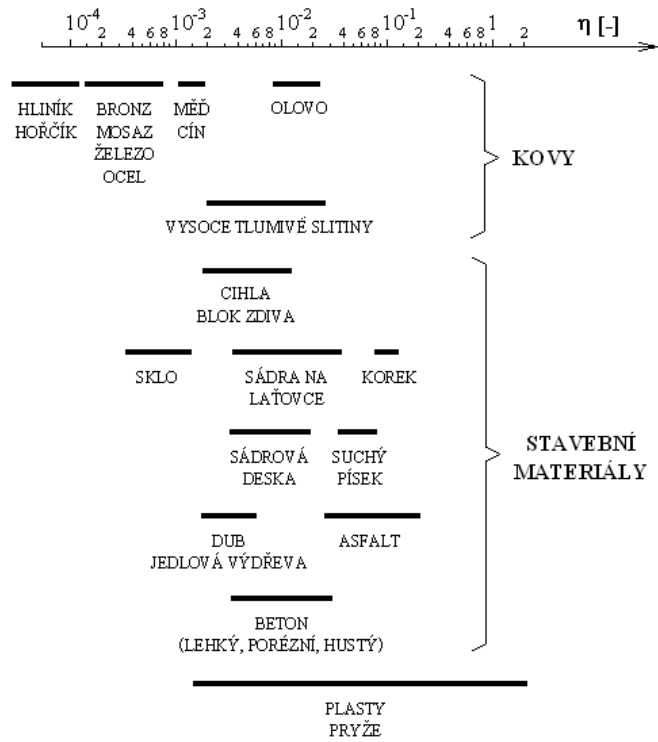 10⁻⁴ 2 4 6 8 10⁻³ 2 4 6 8 10⁻² 2 4 6 8 10⁻¹ 2 4 6 8 1 2 η [-]
HLINÍK
HOŘČÍK
BRONZ
MOSAZ
ŽELEZO
OCEL
MĚĎ
CÍN
OLOVO
KOVY
VYSOCE TLUMIVÉ SLITINY
CIHLA
BLOK ZDIVA
SKLO
SÁDRA NA
LAŤOVCE
KOREK
SÁDROVÁ
DESKA
SUCHÝ
PÍSEK
STAVEBNÍ
MATERIÁLY
DUB
JEDLOVÁ VÝDŘEVA
ASFALT
BETON
(LEHKÝ, PORÉZNÍ, HUSTÝ)
PLASTY
PRYŽE